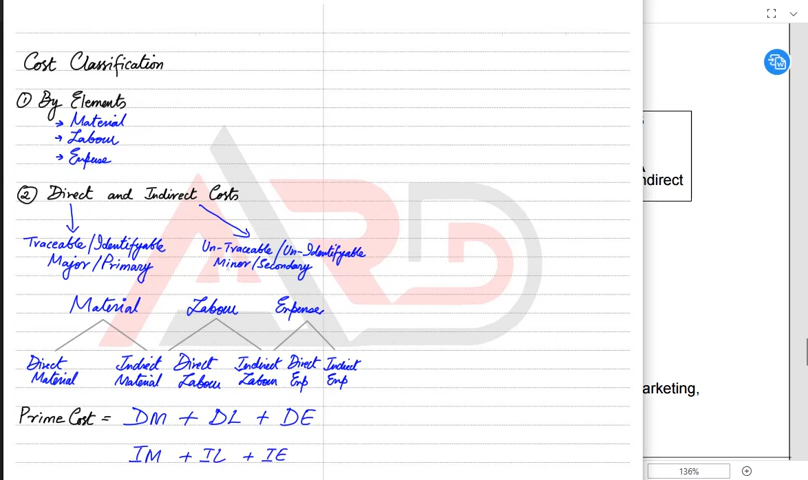 Cost Classification
① By Elements
→ Material
→ Labour
→ Expense
② Direct and Indirect Costs
Traceable/Identifyable
Major/Primary
Un-Traceable/Un-Identifyable
Minor/Secondary
Material Labour Expense
Direct Material
Indirect Material
Direct Labour
Indirect Labour
Direct Exp
Indirect Exp
Prime Cost = DM + DL + DE
IM + IL + IE
ARD
ndirect
arketing,
136%